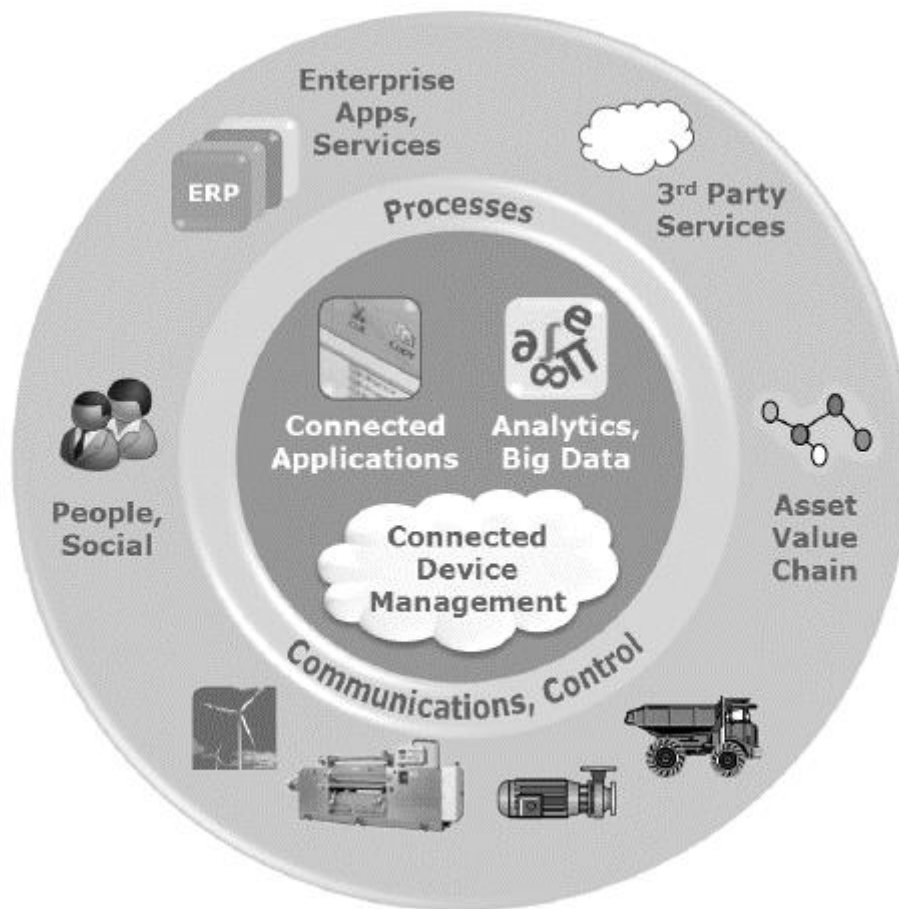 Enterprise
Apps,
Services
ERP
3rd Party
Services
Processes
Connected
Applications
Analytics,
Big Data
People,
Social
Asset
Value
Chain
Connected
Device
Management
Communications, Control